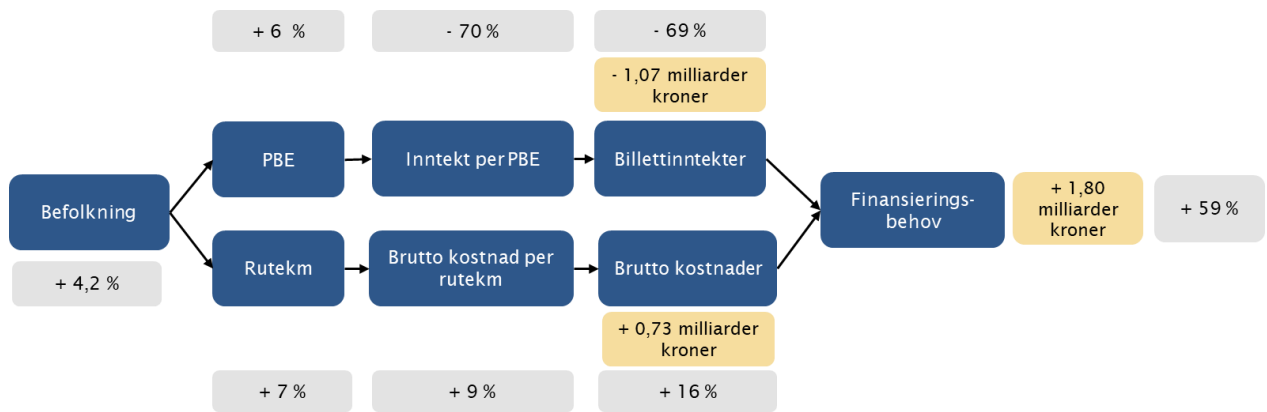 + 6 %
- 70 %
- 69 %
- 1,07 milliarder
kroner
PBE
Inntekt per PBE
Billettinntekter
Befolkning
+ 4,2 %
Finansierings-
behov
+ 1,80
milliarder
kroner
+ 59 %
Rutekm
Brutto kostnad per
rutekm
Brutto kostnader
+ 0,73 milliarder
kroner
+ 7 %
+ 9 %
+ 16 %